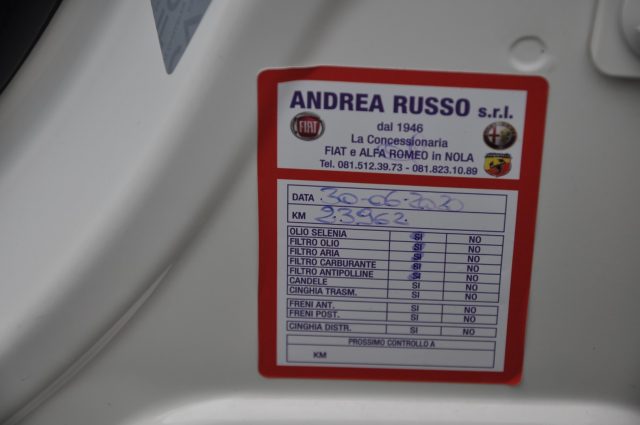 ANDREA RUSSO s.r.l.
dal 1946
La Concessionaria
FIAT e ALFA ROMEO in NOLA
Tel. 081.512.39.73 - 081.823.10.89
FIAT
DATA 30-06-2020
KM 23962
OLIO SELENIA SI NO
FILTRO OLIO SI NO
FILTRO ARIA SI NO
FILTRO CARBURANTE SI NO
FILTRO ANTIPOLLINE SI NO
CANDELE SI NO
CINGHIA TRASM. SI NO
FRENI ANT. SI NO
FRENI POST. SI NO
CINGHIA DISTR. SI NO
PROSSIMO CONTROLLO A
KM